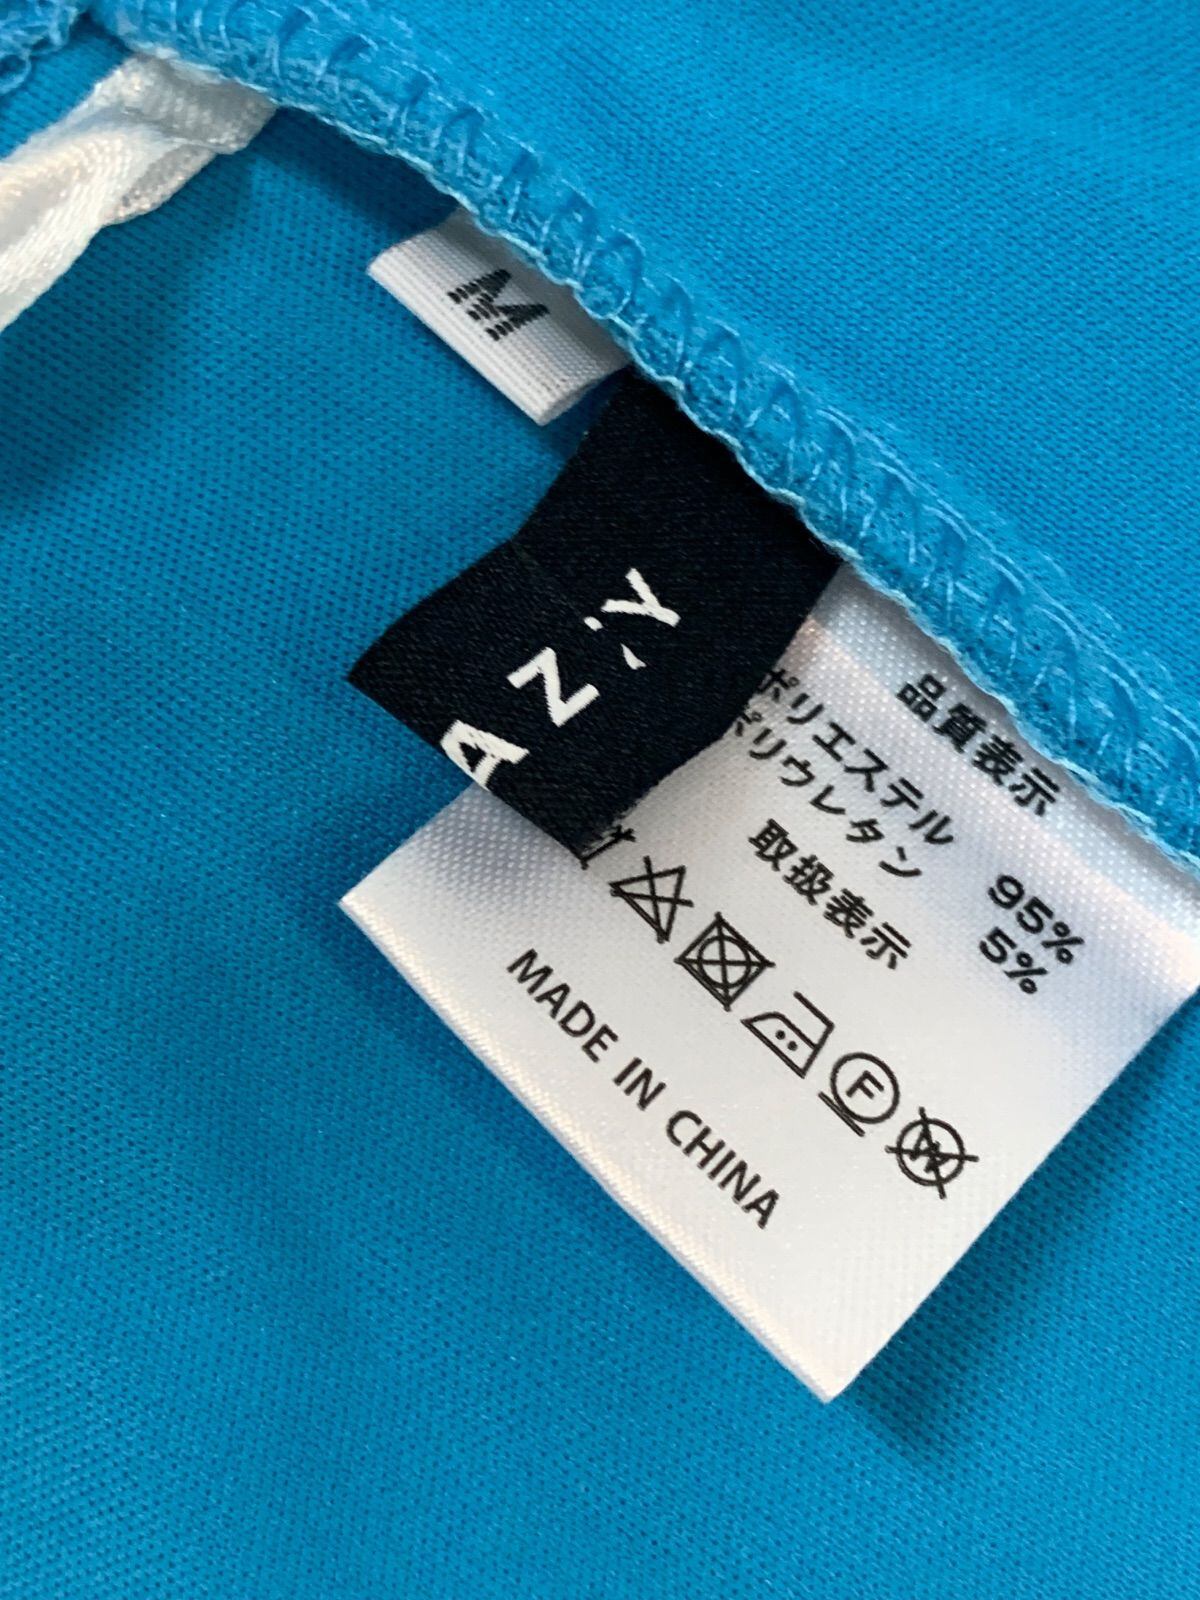 M
AZ.Y
品質表示
ポリエステル 95%
ポリウレタン 5%
取扱表示
F
W
MADE IN CHINA